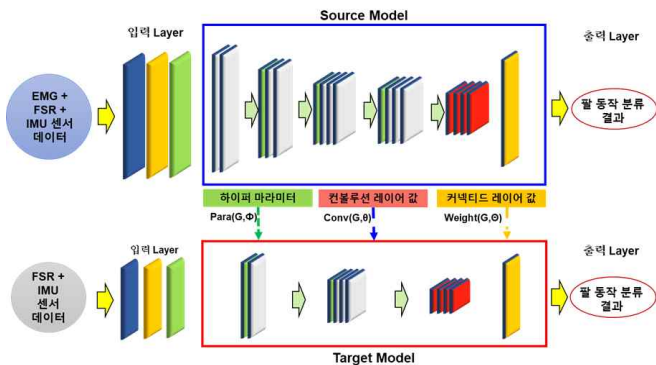 Source Model
입력 Layer
출력 Layer
EMG +
FSR +
IMU 센서
데이터
팔 동작 분류
결과
하이퍼 마라미터
컨볼루션 레이어 값
커넥티드 레이어 값
Para(G,Φ)
Conv(G,θ)
Weight(G,Θ)
입력 Layer
출력 Layer
FSR +
IMU
센서
데이터
팔 동작 분류
결과
Target Model